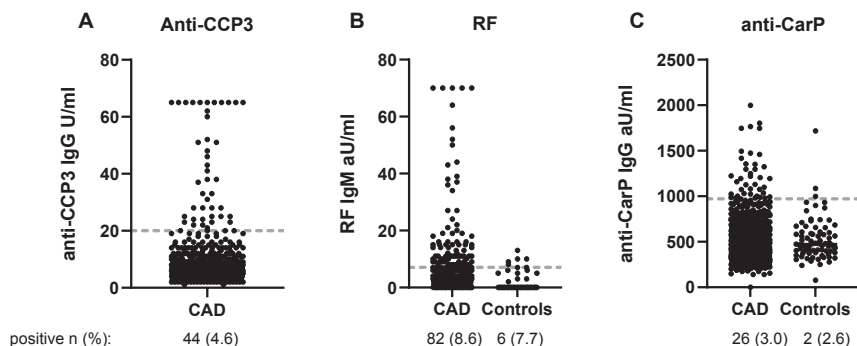 A Anti-CCP3
80
60
40
20
0
anti-CCP3 IgG U/ml
CAD
B RF
80
60
40
20
0
RF IgM aU/ml
CAD Controls
C anti-CarP
2500
2000
1500
1000
500
0
anti-CarP IgG aU/ml
CAD Controls
positive n (%): 44 (4.6) 82 (8.6) 6 (7.7) 26 (3.0) 2 (2.6)